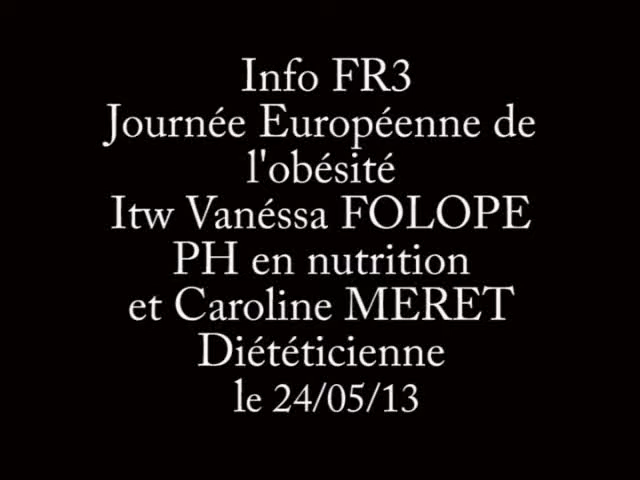 Info FR3
Journée Européenne de
l'obésité
Itw Vanéssa FOLOPE
PH en nutrition
et Caroline MERET
Diététicienne
le 24/05/13